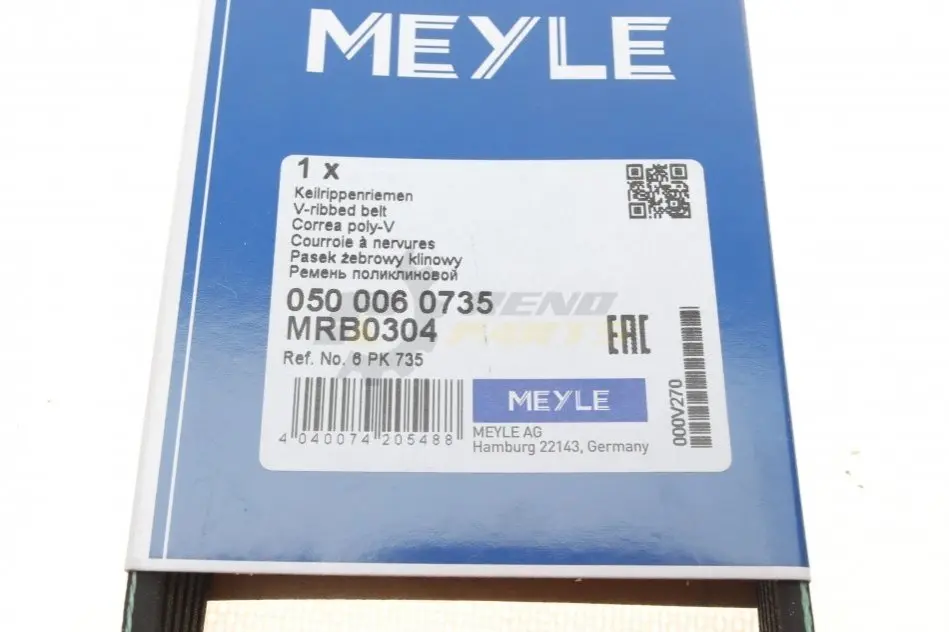 MEYLE
1 x
Keilrippenriemen
V-ribbed belt
Correa poly-V
Courroie à nervures
Pasek żebrowy klinowy
Ремень поликлиновой
050 006 0735
MRB0304
Ref. No. 6 PK 735
4 040074 205488
MEYLE
MEYLE AG
Hamburg 22143, Germany
EAC
000V270